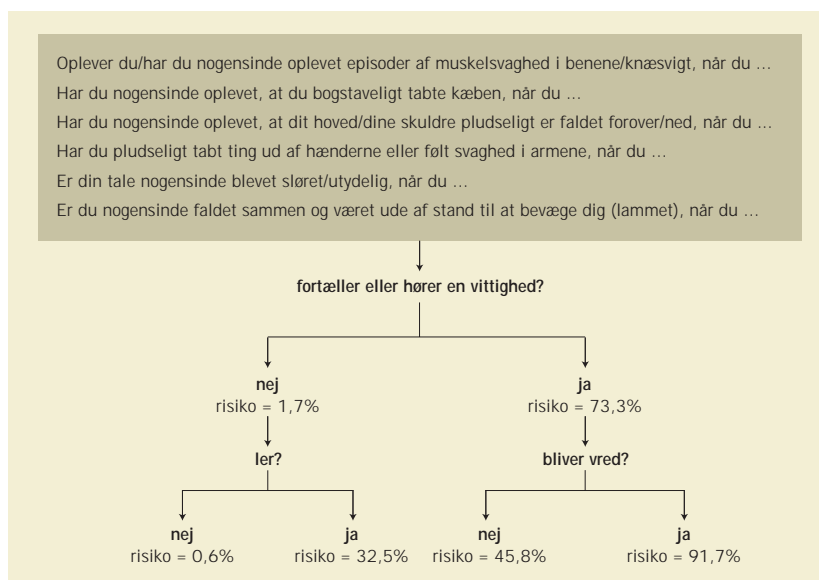 Oplever du/har du nogensinde oplevet episoder af muskelsvaghed i benene/knæsvigt, når du ...
Har du nogensinde oplevet, at du bogstaveligt tabte kæben, når du ...
Har du nogensinde oplevet, at dit hoved/dine skuldre pludseligt er faldet forover/ned, når du ...
Har du pludseligt tabt ting ud af hænderne eller følt svaghed i armene, når du ...
Er din tale nogensinde blevet sløret/utydelig, når du ...
Er du nogensinde faldet sammen og været ude af stand til at bevæge dig (lammet), når du ...
fortæller eller hører en vittighed?
nej ja
risiko = 1,7% risiko = 73,3%
ler? bliver vred?
nej ja nej ja
risiko = 0,6% risiko = 32,5% risiko = 45,8% risiko = 91,7%